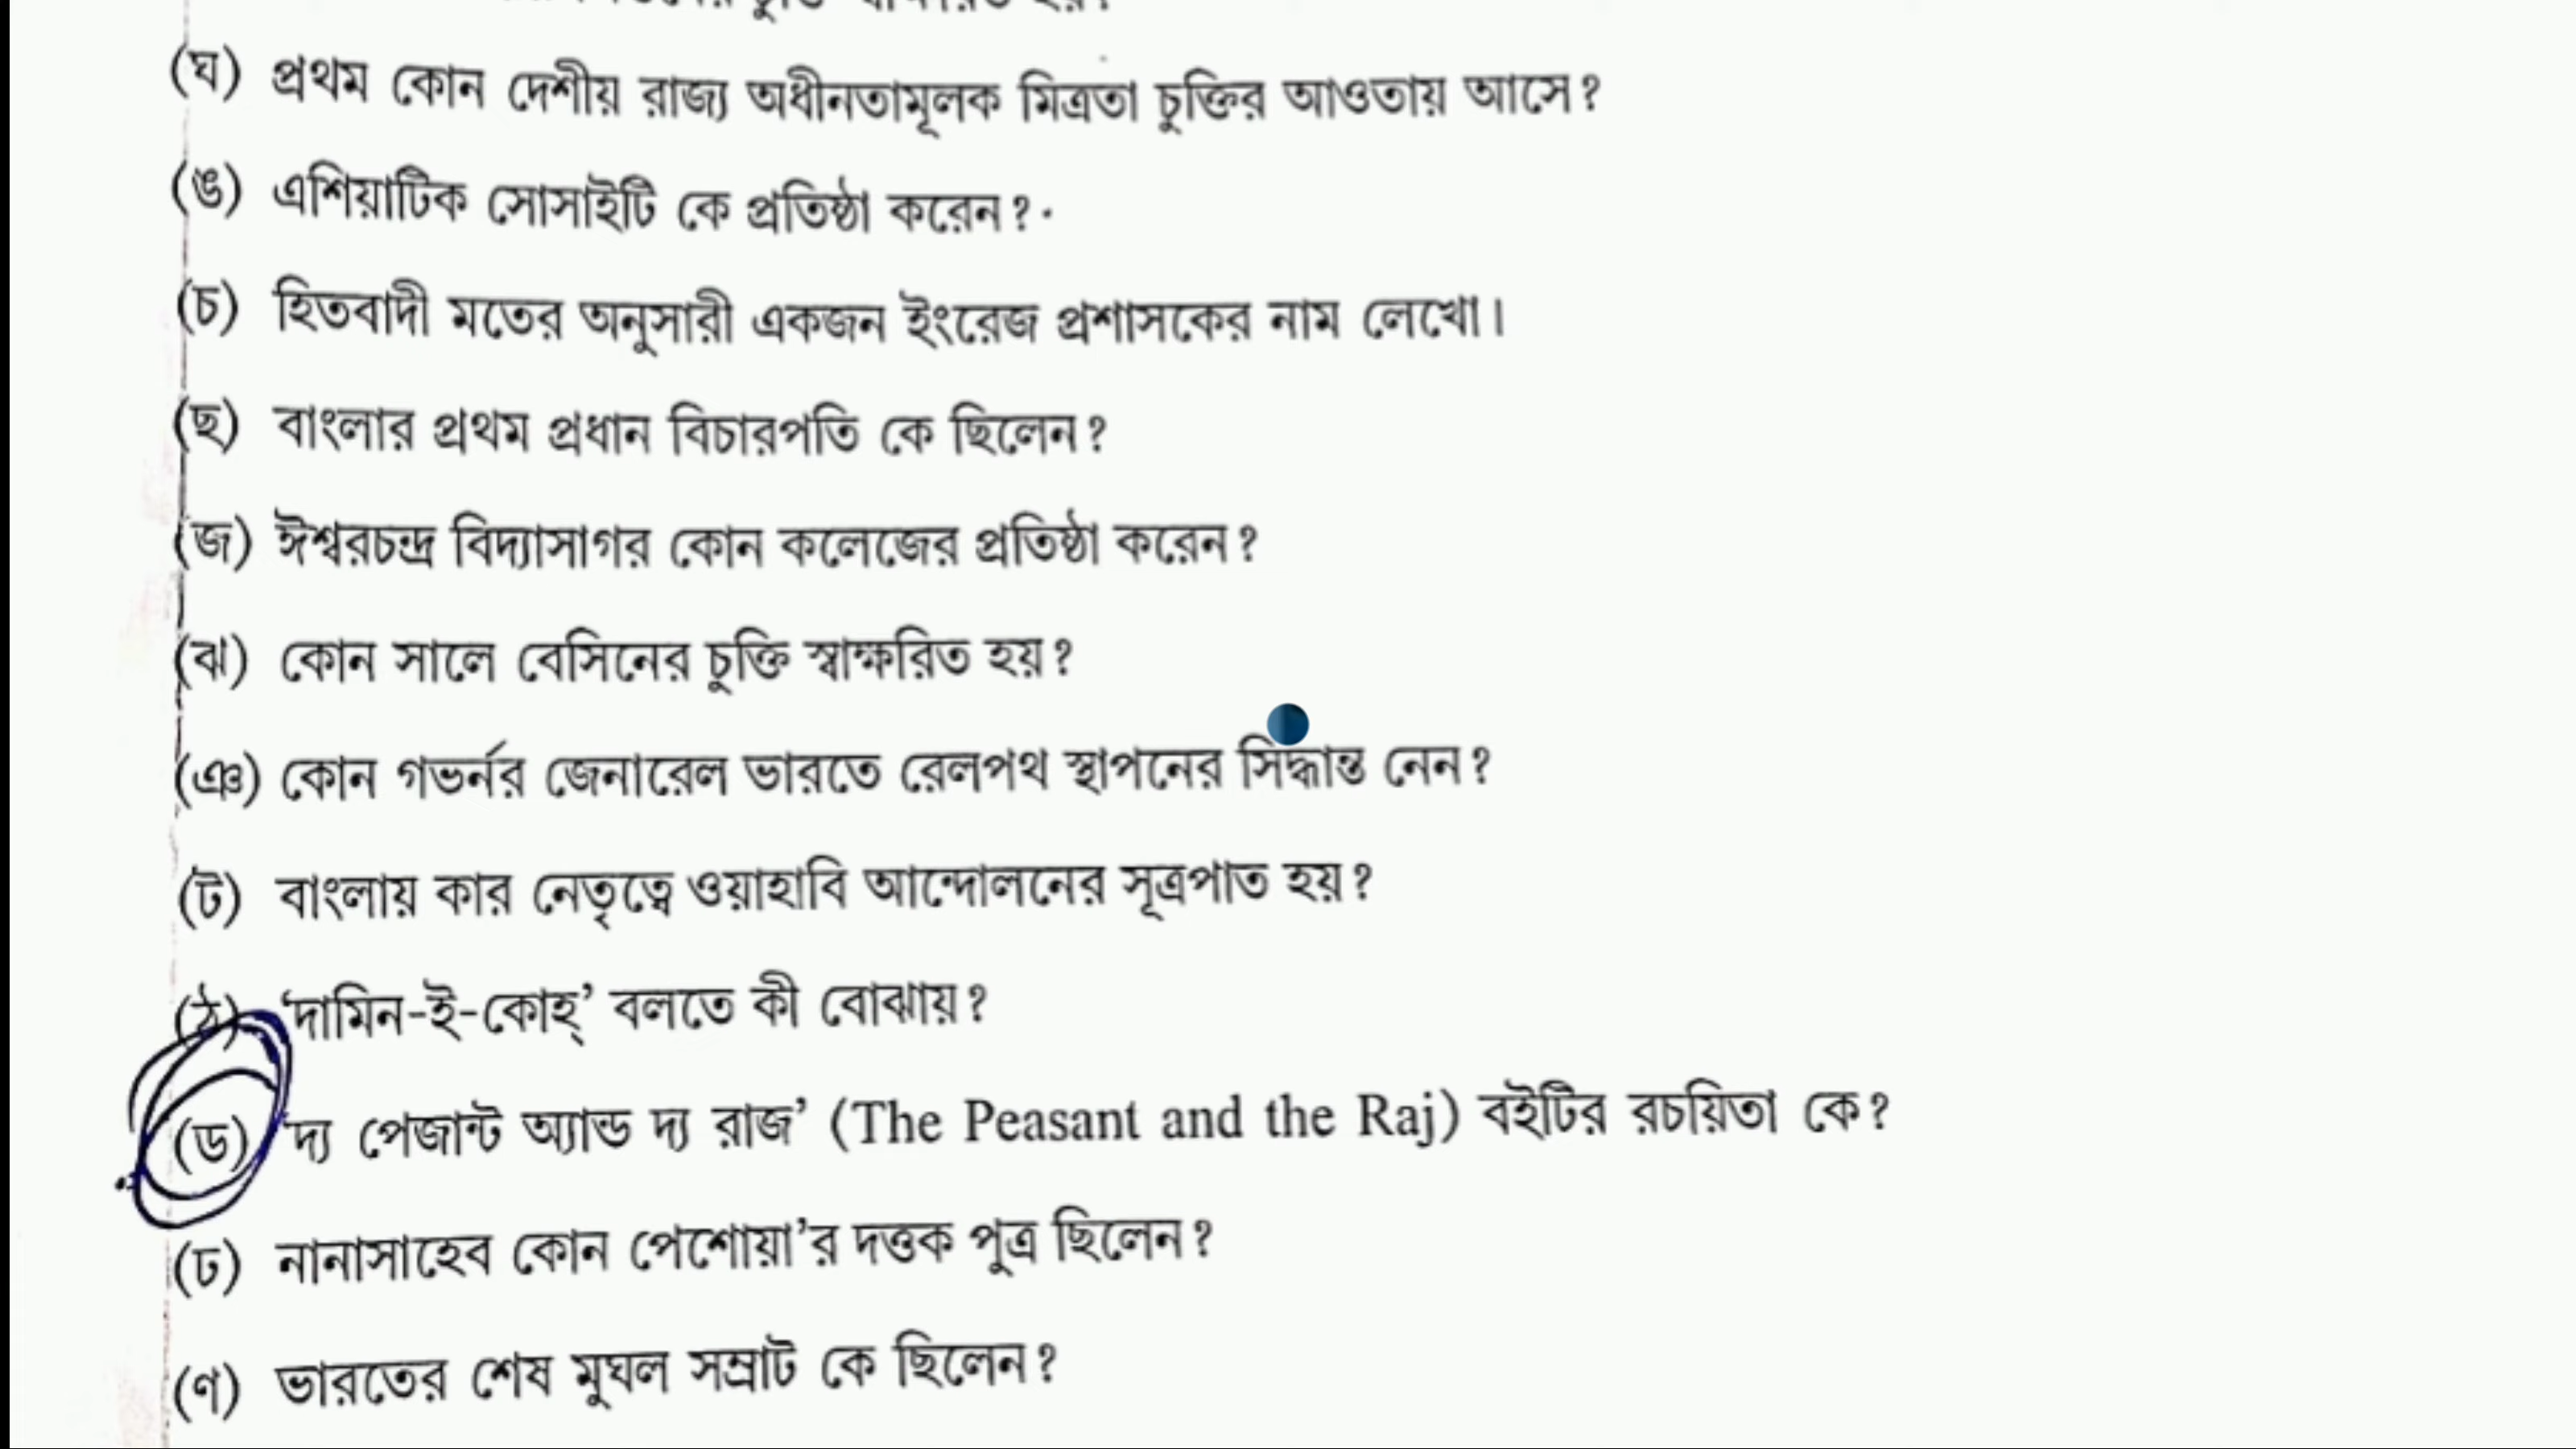 চুক্তি স্বাক্ষরিত হয়?
(ঘ) প্রথম কোন দেশীয় রাজ্য অধীনতামূলক মিত্রতা চুক্তির আওতায় আসে?
(ঙ) এশিয়াটিক সোসাইটি কে প্রতিষ্ঠা করেন?
(চ) হিতবাদী মতের অনুসারী একজন ইংরেজ প্রশাসকের নাম লেখো।
(ছ) বাংলার প্রথম প্রধান বিচারপতি কে ছিলেন?
(জ) ঈশ্বরচন্দ্র বিদ্যাসাগর কোন কলেজের প্রতিষ্ঠা করেন?
(ঝ) কোন সালে বেসিনের চুক্তি স্বাক্ষরিত হয়?
(ঞ) কোন গভর্নর জেনারেল ভারতে রেলপথ স্থাপনের সিদ্ধান্ত নেন?
(ট) বাংলায় কার নেতৃত্বে ওয়াহাবি আন্দোলনের সূত্রপাত হয়?
(ঠ) 'দামিন-ই-কোহ্' বলতে কী বোঝায়?
(ড) 'দ্য পেজান্ট অ্যান্ড দ্য রাজ' (The Peasant and the Raj) বইটির রচয়িতা কে?
(ঢ) নানাসাহেব কোন পেশোয়া'র দত্তক পুত্র ছিলেন?
(ণ) ভারতের শেষ মুঘল সম্রাট কে ছিলেন?